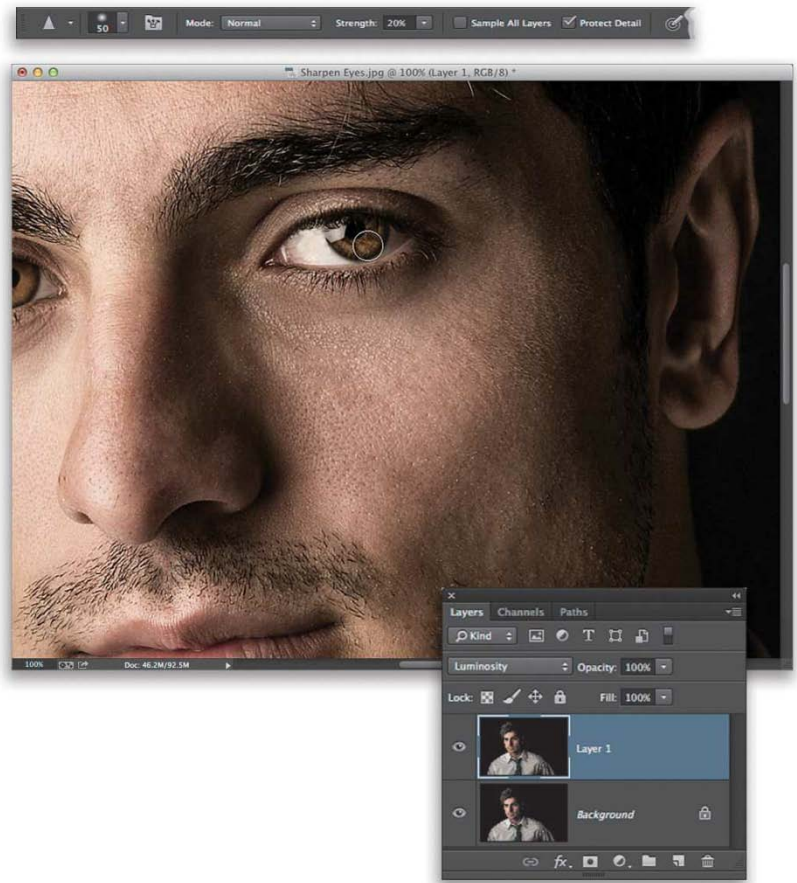 50 Mode: Normal Strength: 20% Sample All Layers Protect Detail
Sharpen Eyes.jpg @ 100% (Layer 1, RGB/8) *
100% Doc: 46.2M/92.5M
Layers Channels Paths
Kind T
Luminosity Opacity: 100%
Lock: Fill: 100%
Layer 1
Background
fx.